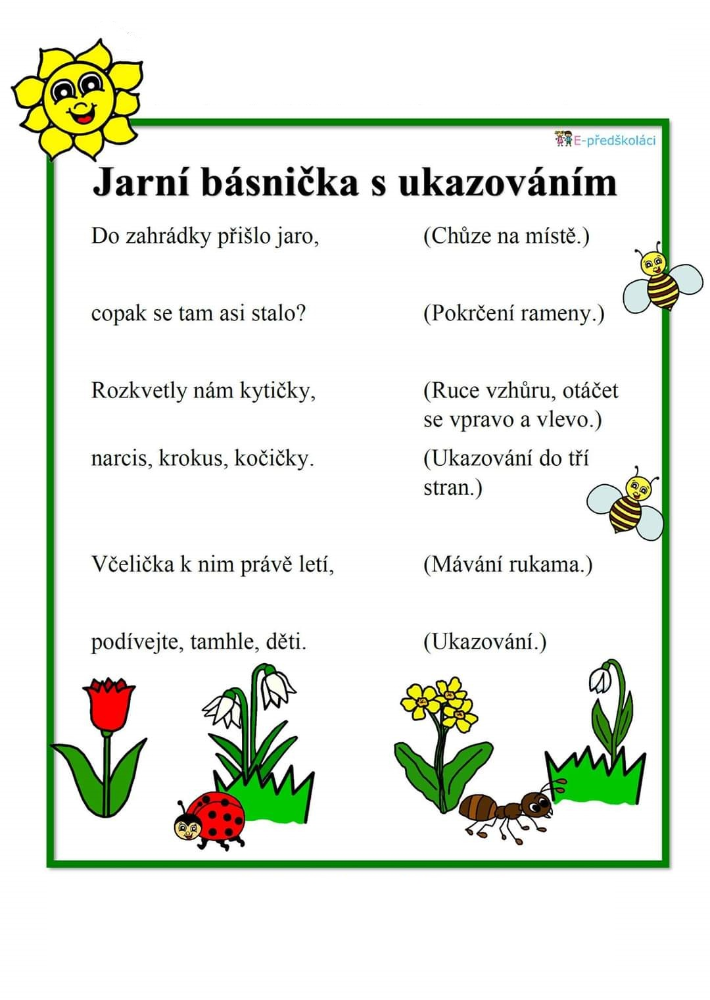 E-předškoláci
Jarní básnička s ukazováním
Do zahrádky přišlo jaro, (Chůze na místě.)
copak se tam asi stalo? (Pokrčení rameny.)
Rozkvetly nám kytičky, (Ruce vzhůru, otáčet
se vpravo a vlevo.)
narcis, krokus, kočičky. (Ukazování do tří
stran.)
Včelička k nim právě letí, (Mávání rukama.)
podívejte, tamhle, děti. (Ukazování.)